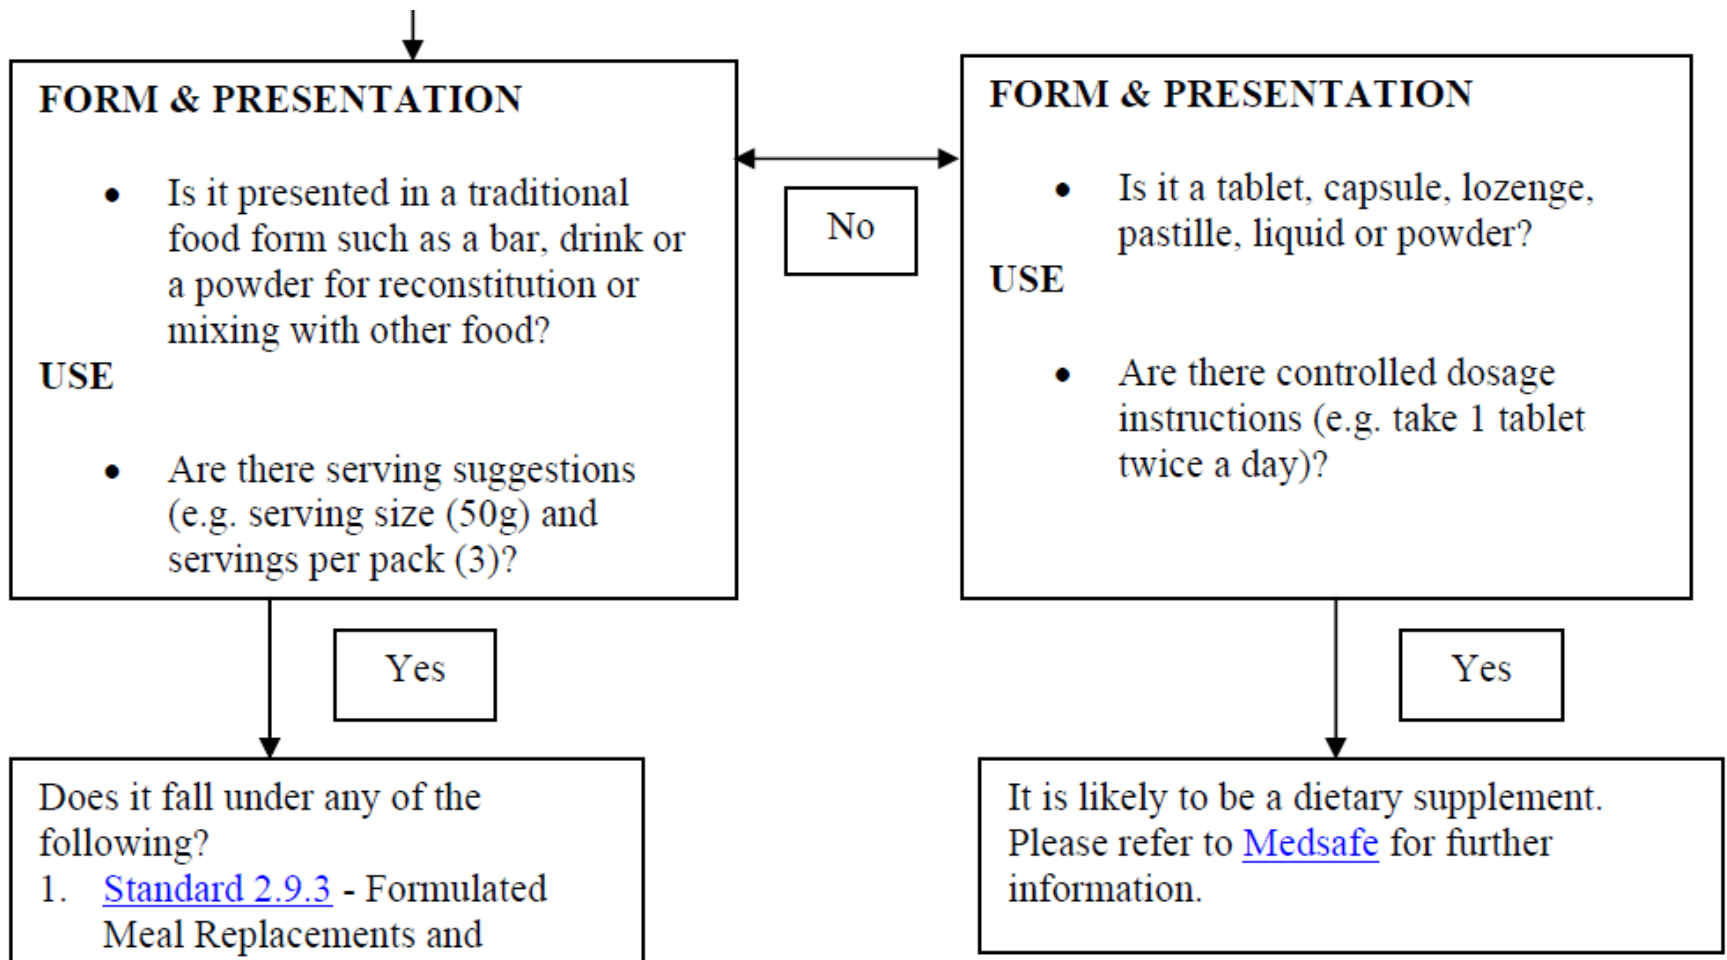 FORM & PRESENTATION
• Is it presented in a traditional
food form such as a bar, drink or
a powder for reconstitution or
mixing with other food?
USE
• Are there serving suggestions
(e.g. serving size (50g) and
servings per pack (3)?
No
FORM & PRESENTATION
• Is it a tablet, capsule, lozenge,
pastille, liquid or powder?
USE
• Are there controlled dosage
instructions (e.g. take 1 tablet
twice a day)?
Yes
Yes
Does it fall under any of the
following?
1. Standard 2.9.3 - Formulated
Meal Replacements and
It is likely to be a dietary supplement.
Please refer to Medsafe for further
information.